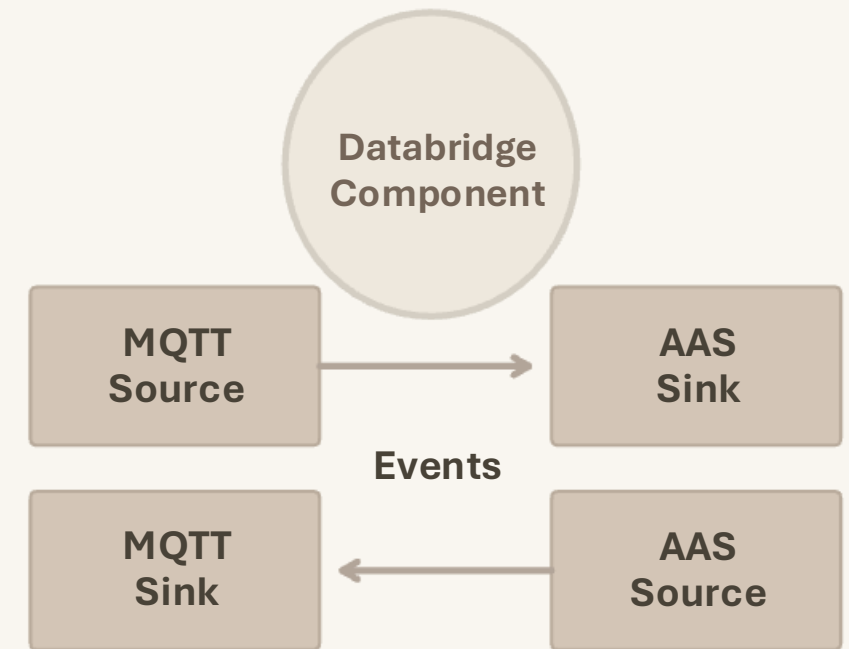 Databridge
Component
MQTT
Source
AAS
Sink
Events
MQTT
Sink
AAS
Source